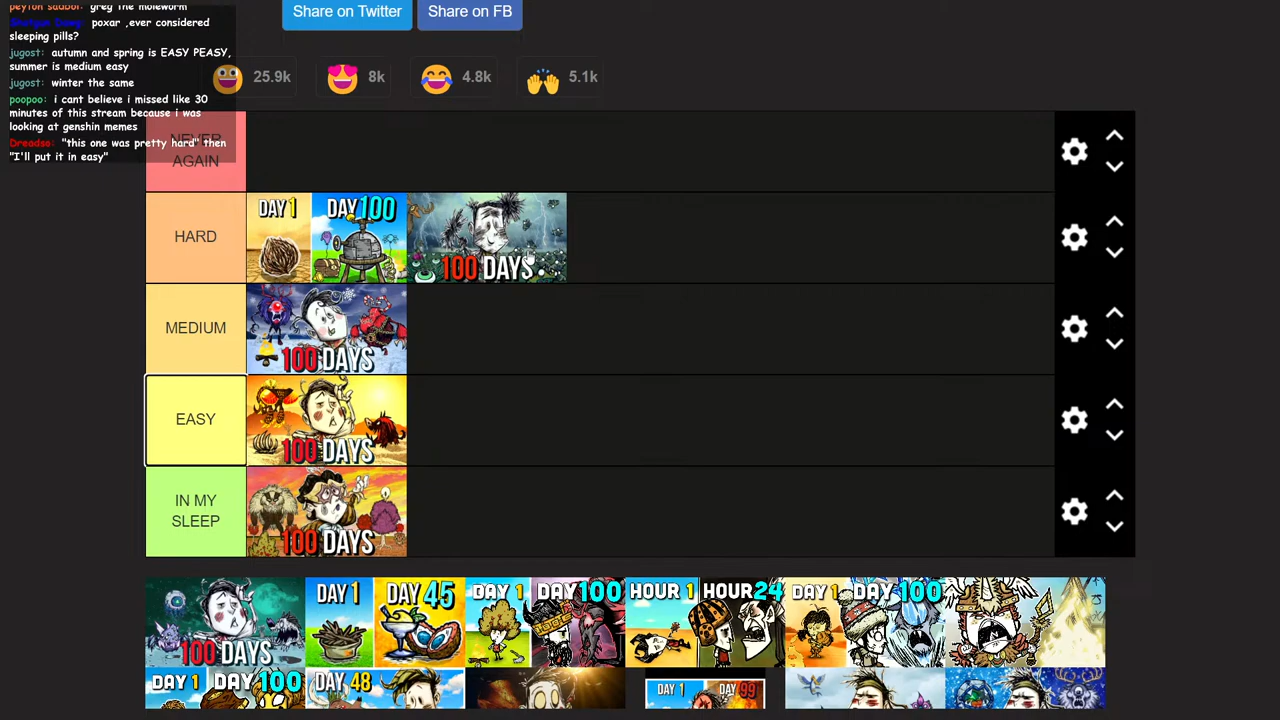 peyton sadboi: greg the moleworm
poxar ,ever considered
sleeping pills?
jugost: autumn and spring is EASY PEASY,
summer is medium easy
jugost: winter the same
poopoo: i cant believe i missed like 30
minutes of this stream because i was
looking at genshin memes
Dreadso: "this one was pretty hard" then
"I'll put it in easy"
Share on Twitter
Share on FB
25.9k
8k
4.8k
5.1k
NEVER
AGAIN
HARD
DAY 1
DAY 100
100 DAYS
MEDIUM
100 DAYS
EASY
100 DAYS
IN MY
SLEEP
100 DAYS
100 DAYS
DAY 1
DAY 45
DAY 1
DAY 100
HOUR 1
HOUR 24
DAY 1
DAY 100
DAY 1
DAY 100
DAY 48
DAY 1
DAY 99